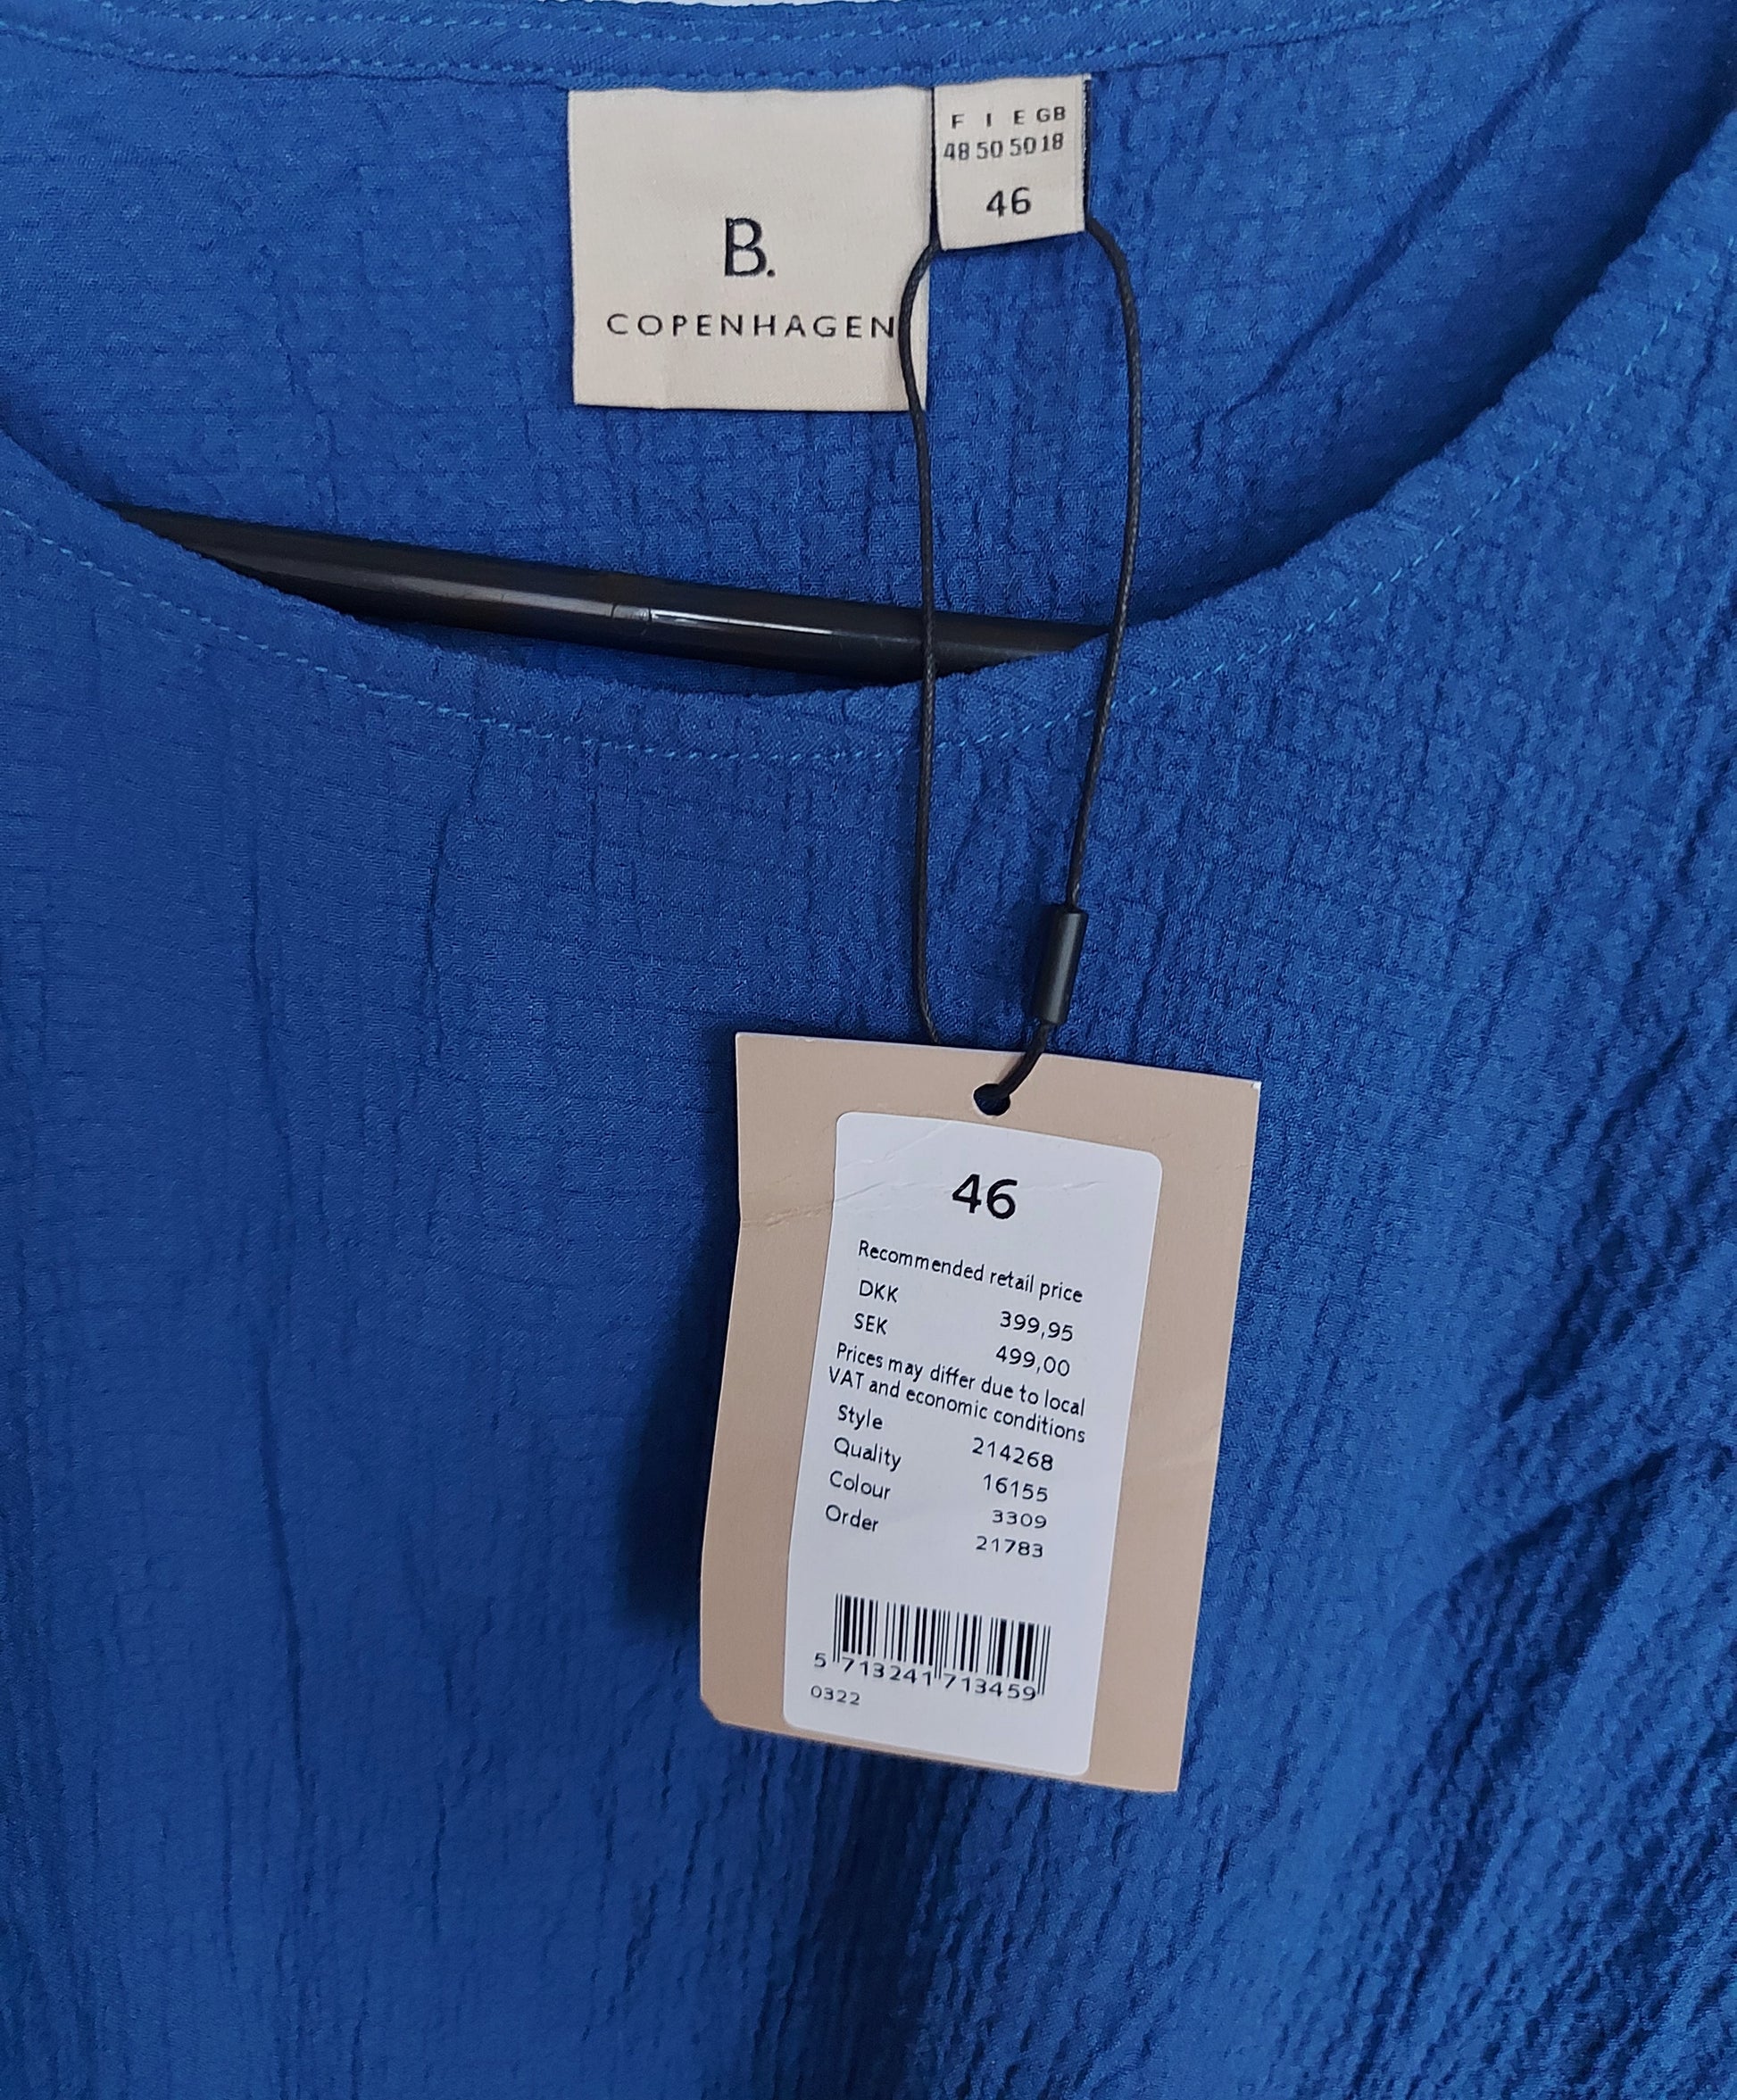 B.
COPENHAGEN
F I E GB
48 50 50 18
46
46
Recommended retail price
DKK 399,95
SEK 499,00
Prices may differ due to local
VAT and economic conditions
Style 214268
Quality 16155
Colour 3309
Order 21783
5 713241 713459
0322